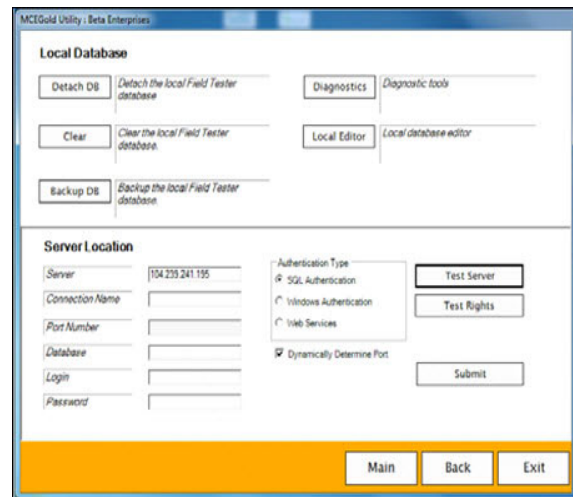 MCEGold Utility : Beta Enterprises
Local Database
Detach DB
Detach the local Field Tester
database
Diagnostics
Diagnostic tools
Clear
Clear the local Field Tester
database.
Local Editor
Local database editor
Backup DB
Backup the local Field Tester
database.
Server Location
Server
104.239.241.195
Connection Name
Port Number
Database
Login
Password
Authentication Type
SQL Authentication
Windows Authentication
Web Services
Dynamically Determine Port
Test Server
Test Rights
Submit
Main
Back
Exit